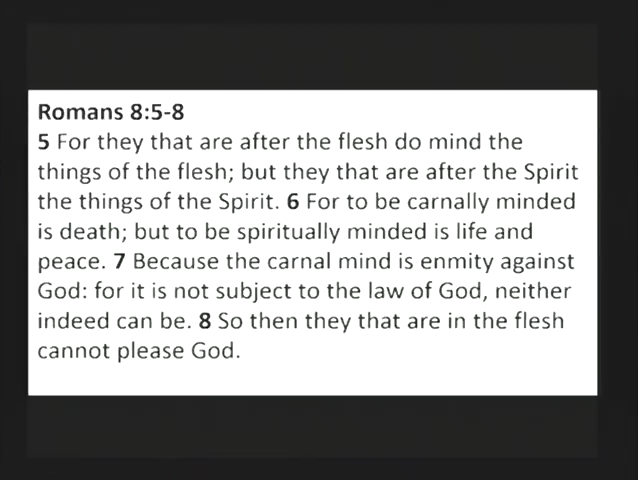 Romans 8:5-8
5 For they that are after the flesh do mind the
things of the flesh; but they that are after the Spirit
the things of the Spirit. 6 For to be carnally minded
is death; but to be spiritually minded is life and
peace. 7 Because the carnal mind is enmity against
God: for it is not subject to the law of God, neither
indeed can be. 8 So then they that are in the flesh
cannot please God.